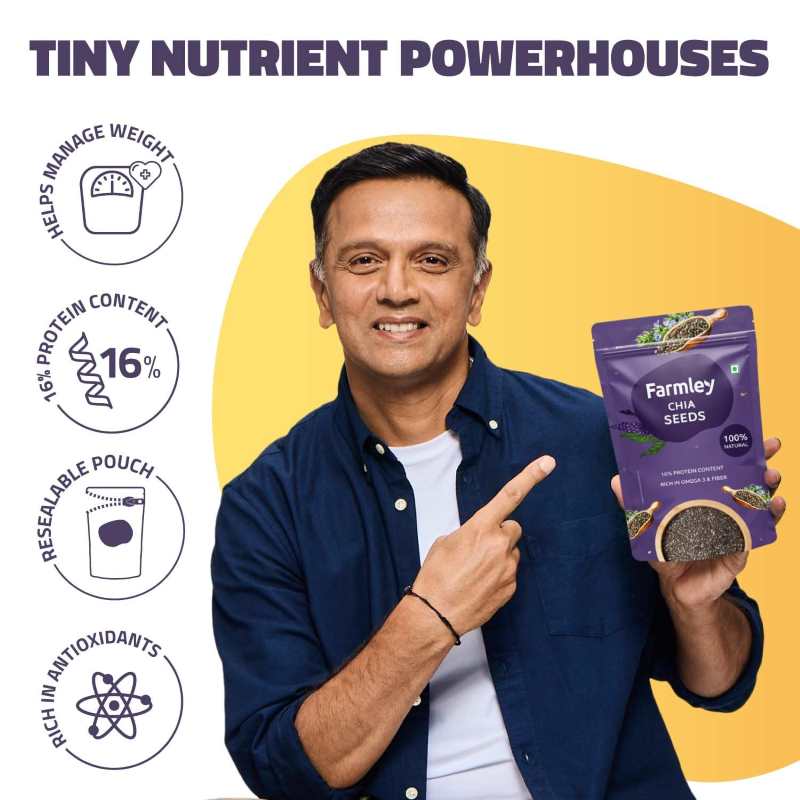 TINY NUTRIENT POWERHOUSES
HELPS MANAGE WEIGHT
16% PROTEIN CONTENT
16%
RESEALABLE POUCH
RICH IN ANTIOXIDANTS
Farmley
CHIA
SEEDS
100%
NATURAL
16% PROTEIN CONTENT
RICH IN OMEGA 3 & FIBER